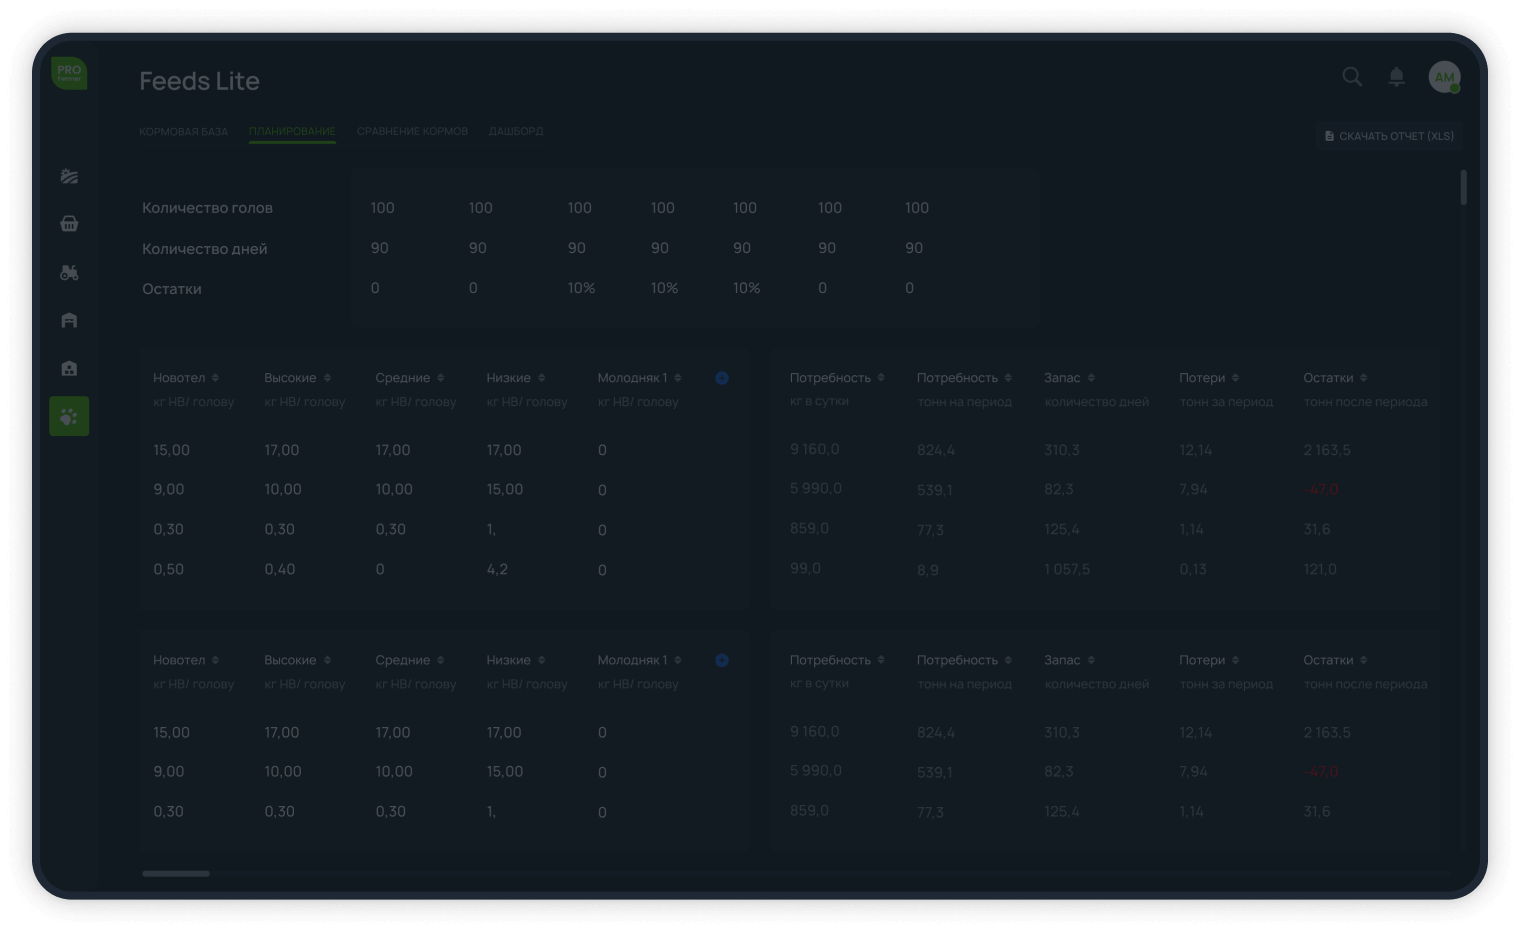 PRO
Feeds Lite
AM
КОРМОВАЯ БАЗА ПЛАНИРОВАНИЕ СРАВНЕНИЕ КОРМОВ ДАШБОРД
СКАЧАТЬ ОТЧЕТ (XLS)
Количество голов 100 100 100 100 100 100 100
Количество дней 90 90 90 90 90 90 90
Остатки 0 0 10% 10% 10% 0 0
Новотел Высокие Средние Низкие Молодняк 1 Потребность Потребность Запас Потери Остатки
кг НВ/ голову кг НВ/ голову кг НВ/ голову кг НВ/ голову кг НВ/ голову кг в сутки тонн на период количество дней тонн за период тонн после периода
15,00 17,00 17,00 17,00 0 9 160,0 824,4 310,3 12,14 2 163,5
9,00 10,00 10,00 15,00 0 5 990,0 539,1 82,3 7,94 -47,0
0,30 0,30 0,30 1, 0 859,0 77,3 125,4 1,14 31,6
0,50 0,40 0 4,2 0 99,0 8,9 1 057,5 0,13 121,0
Новотел Высокие Средние Низкие Молодняк 1 Потребность Потребность Запас Потери Остатки
кг НВ/ голову кг НВ/ голову кг НВ/ голову кг НВ/ голову кг НВ/ голову кг в сутки тонн на период количество дней тонн за период тонн после периода
15,00 17,00 17,00 17,00 0 9 160,0 824,4 310,3 12,14 2 163,5
9,00 10,00 10,00 15,00 0 5 990,0 539,1 82,3 7,94 -47,0
0,30 0,30 0,30 1, 0 859,0 77,3 125,4 1,14 31,6